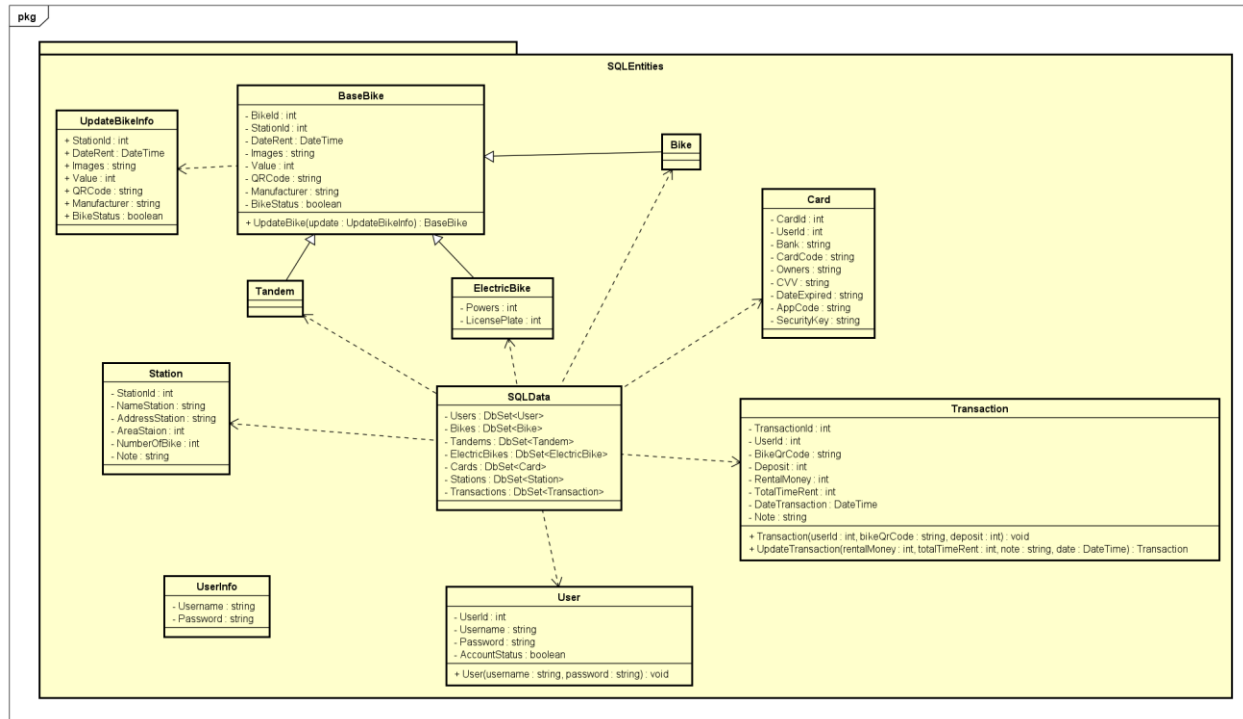 pkg
SQLEntities
UpdateBikeInfo
+ StationId : int
+ DateRent : DateTime
+ Images : string
+ Value : int
+ QRCode : string
+ Manufacturer : string
+ BikeStatus : boolean
BaseBike
- BikeId : int
- StationId : int
- DateRent : DateTime
- Images : string
- Value : int
- QRCode : string
- Manufacturer : string
- BikeStatus : boolean
+ UpdateBike(update : UpdateBikeInfo) : BaseBike
Bike
Card
- CardId : int
- UserId : int
- Bank : string
- CardCode : string
- Owners : string
- CVV : string
- DateExpired : string
- AppCode : string
- SecurityKey : string
Tandem
ElectricBike
- Powers : int
- LicensePlate : int
Station
- StationId : int
- NameStation : string
- AddressStation : string
- AreaStaion : int
- NumberOfBike : int
- Note : string
SQLData
- Users : DbSet<User>
- Bikes : DbSet<Bike>
- Tandems : DbSet<Tandem>
- ElectricBikes : DbSet<ElectricBike>
- Cards : DbSet<Card>
- Stations : DbSet<Station>
- Transactions : DbSet<Transaction>
Transaction
- TransactionId : int
- UserId : int
- BikeQrCode : string
- Deposit : int
- RentalMoney : int
- TotalTimeRent : int
- DateTransaction : DateTime
- Note : string
+ Transaction(userId : int, bikeQrCode : string, deposit : int) : void
+ UpdateTransaction(rentalMoney : int, totalTimeRent : int, note : string, date : DateTime) : Transaction
UserInfo
- Username : string
- Password : string
User
- UserId : int
- Username : string
- Password : string
- AccountStatus : boolean
+ User(username : string, password : string) : void